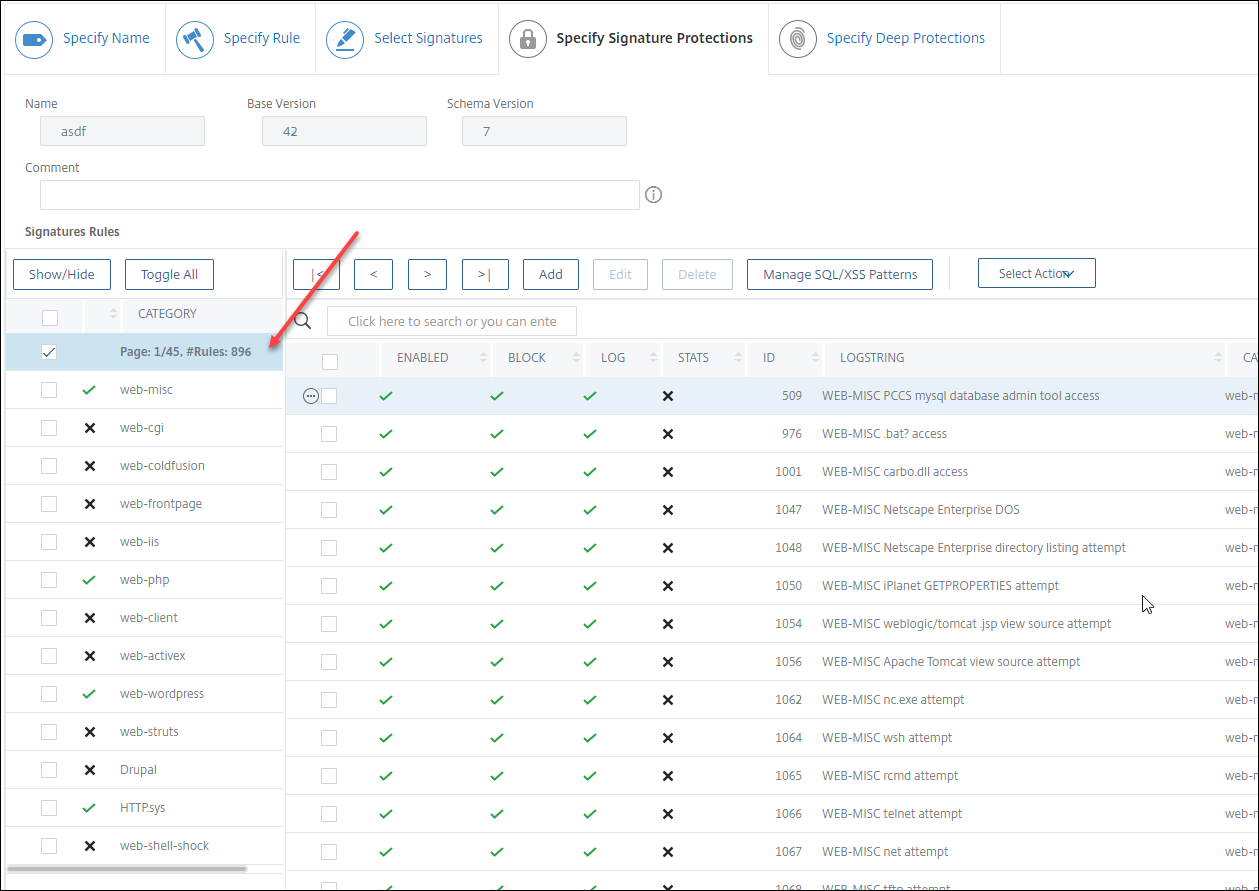 Specify Name Specify Rule Select Signatures Specify Signature Protections Specify Deep Protections
Name Base Version Schema Version
asdf 42 7
Comment
Signatures Rules
Show/Hide Toggle All |< < > >| Add Edit Delete Manage SQL/XSS Patterns Select Action
CATEGORY
Click here to search or you can ente
Page: 1/45, #Rules: 896
ENABLED BLOCK LOG STATS ID LOGSTRING CA
web-misc
509 WEB-MISC PCCS mysql database admin tool access web-m
web-cgi
976 WEB-MISC .bat? access web-m
web-coldfusion
1001 WEB-MISC carbo.dll access web-m
web-frontpage
1047 WEB-MISC Netscape Enterprise DOS web-m
web-iis
1048 WEB-MISC Netscape Enterprise directory listing attempt web-m
web-php
1050 WEB-MISC iPlanet GETPROPERTIES attempt web-m
web-client
1054 WEB-MISC weblogic/tomcat .jsp view source attempt web-m
web-activex
1056 WEB-MISC Apache Tomcat view source attempt web-m
web-wordpress
1062 WEB-MISC nc.exe attempt web-m
web-struts
1064 WEB-MISC wsh attempt web-m
Drupal
1065 WEB-MISC rcmd attempt web-m
HTTP.sys
1066 WEB-MISC telnet attempt web-m
web-shell-shock
1067 WEB-MISC net attempt web-m
1068 WEB-MISC tftp attempt web-m